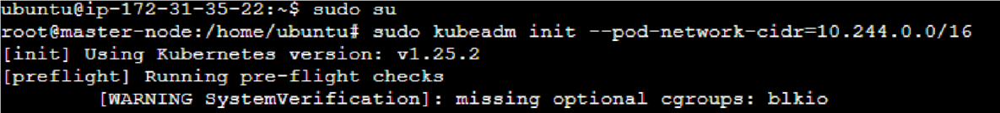 ubuntu@ip-172-31-35-22:~$ sudo su
root@master-node:/home/ubuntu# sudo kubeadm init --pod-network-cidr=10.244.0.0/16
[init] Using Kubernetes version: v1.25.2
[preflight] Running pre-flight checks
[WARNING SystemVerification]: missing optional cgroups: blkio